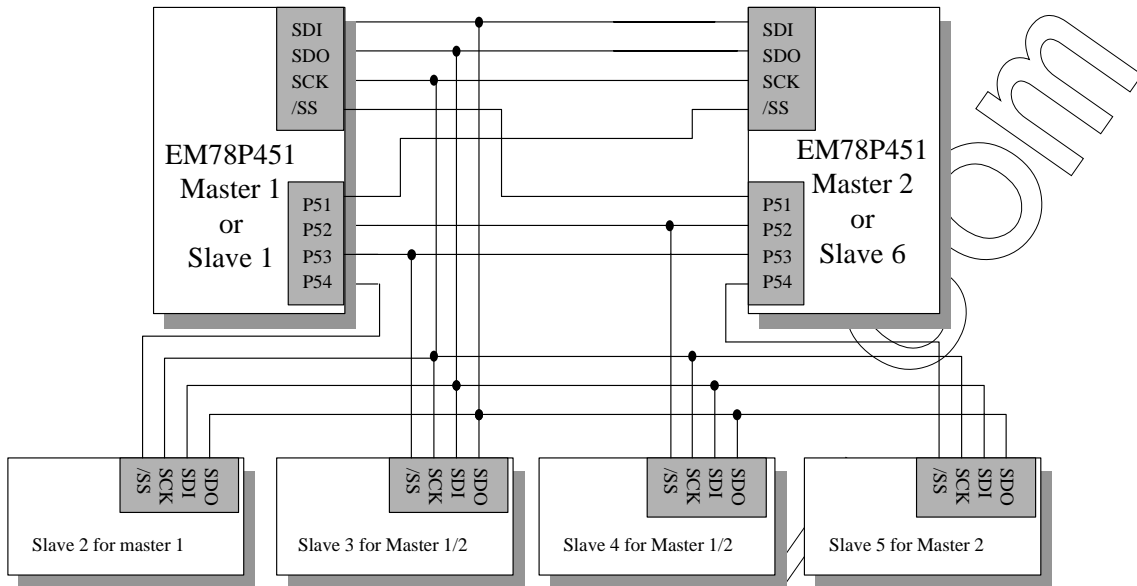 SDI
SDO
SCK
/SS
EM78P451
Master 1
or
Slave 1
P51
P52
P53
P54
SDI
SDO
SCK
/SS
EM78P451
Master 2
or
Slave 6
P51
P52
P53
P54
/SS
SCK
SDI
SDO
Slave 2 for master 1
/SS
SCK
SDI
SDO
Slave 3 for Master 1/2
/SS
SCK
SDI
SDO
Slave 4 for Master 1/2
/SS
SCK
SDI
SDO
Slave 5 for Master 2
com